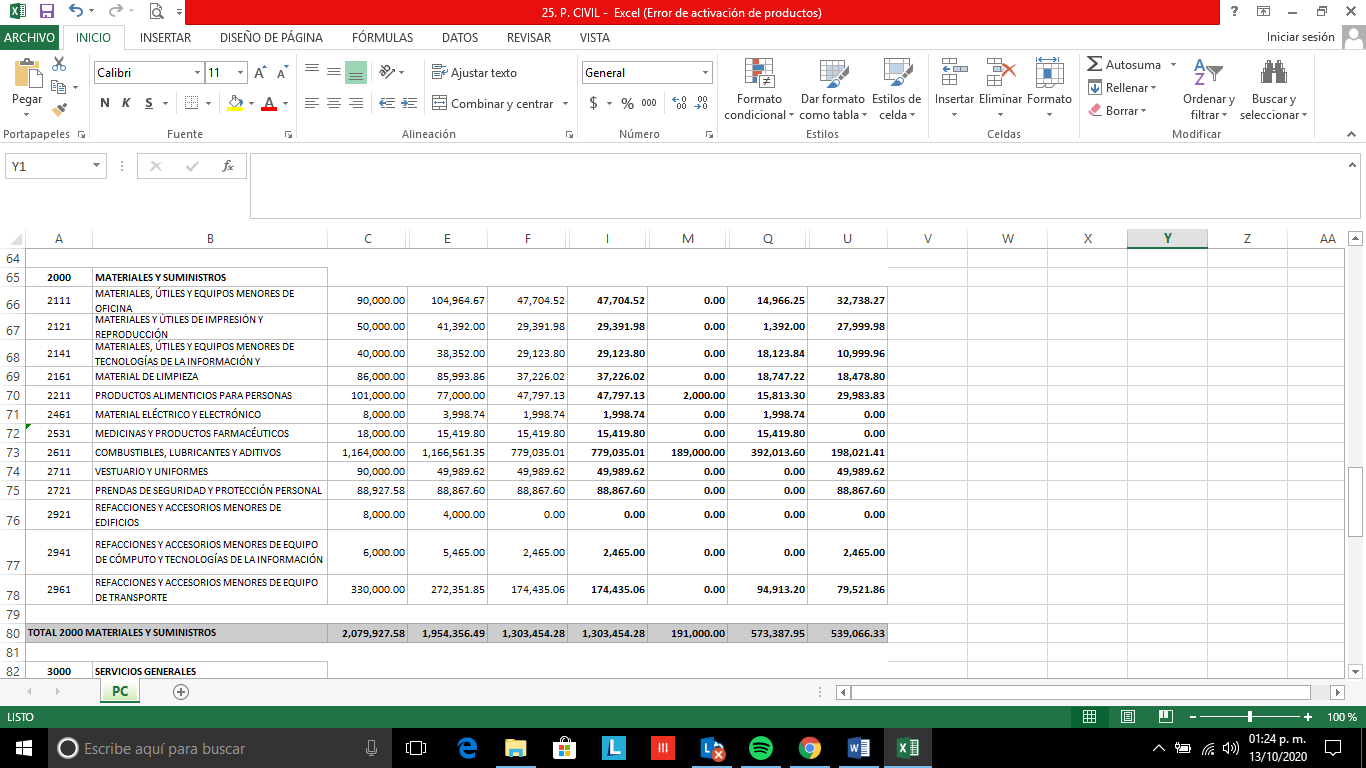 25. P. CIVIL - Excel (Error de activación de productos)
ARCHIVO INICIO INSERTAR DISEÑO DE PÁGINA FÓRMULAS DATOS REVISAR VISTA Iniciar sesión
Pegar
Calibri 11
Ajustar texto
General
N K S
Combinar y centrar
$ % 000
Formato condicional
Dar formato como tabla
Estilos de celda
Insertar Eliminar Formato
Autosuma
Rellenar
Borrar
Ordenar y filtrar
Buscar y seleccionar
Portapapeles Fuente Alineación Número Estilos Celdas Modificar
Y1 fx
A B C E F I M Q U V W X Y Z AA
64
65 2000 MATERIALES Y SUMINISTROS
66 2111 MATERIALES, ÚTILES Y EQUIPOS MENORES DE OFICINA 90,000.00 104,964.67 47,704.52 47,704.52 0.00 14,966.25 32,738.27
67 2121 MATERIALES Y ÚTILES DE IMPRESIÓN Y REPRODUCCIÓN 50,000.00 41,392.00 29,391.98 29,391.98 0.00 1,392.00 27,999.98
68 2141 MATERIALES, ÚTILES Y EQUIPOS MENORES DE TECNOLOGÍAS DE LA INFORMACIÓN Y 40,000.00 38,352.00 29,123.80 29,123.80 0.00 18,123.84 10,999.96
69 2161 MATERIAL DE LIMPIEZA 86,000.00 85,993.86 37,226.02 37,226.02 0.00 18,747.22 18,478.80
70 2211 PRODUCTOS ALIMENTICIOS PARA PERSONAS 101,000.00 77,000.00 47,797.13 47,797.13 2,000.00 15,813.30 29,983.83
71 2461 MATERIAL ELÉCTRICO Y ELECTRÓNICO 8,000.00 3,998.74 1,998.74 1,998.74 0.00 1,998.74 0.00
72 2531 MEDICINAS Y PRODUCTOS FARMACÉUTICOS 18,000.00 15,419.80 15,419.80 15,419.80 0.00 15,419.80 0.00
73 2611 COMBUSTIBLES, LUBRICANTES Y ADITIVOS 1,164,000.00 1,166,561.35 779,035.01 779,035.01 189,000.00 392,013.60 198,021.41
74 2711 VESTUARIO Y UNIFORMES 90,000.00 49,989.62 49,989.62 49,989.62 0.00 0.00 49,989.62
75 2721 PRENDAS DE SEGURIDAD Y PROTECCIÓN PERSONAL 88,927.58 88,867.60 88,867.60 88,867.60 0.00 0.00 88,867.60
76 2921 REFACCIONES Y ACCESORIOS MENORES DE EDIFICIOS 8,000.00 4,000.00 0.00 0.00 0.00 0.00 0.00
77 2941 REFACCIONES Y ACCESORIOS MENORES DE EQUIPO DE CÓMPUTO Y TECNOLOGÍAS DE LA INFORMACIÓN 6,000.00 5,465.00 2,465.00 2,465.00 0.00 0.00 2,465.00
78 2961 REFACCIONES Y ACCESORIOS MENORES DE EQUIPO DE TRANSPORTE 330,000.00 272,351.85 174,435.06 174,435.06 0.00 94,913.20 79,521.86
79
80 TOTAL 2000 MATERIALES Y SUMINISTROS 2,079,927.58 1,954,356.49 1,303,454.28 1,303,454.28 191,000.00 573,387.95 539,066.33
81
82 3000 SERVICIOS GENERALES
PC
LISTO 100 %
Escribe aquí para buscar
01:24 p. m.
13/10/2020